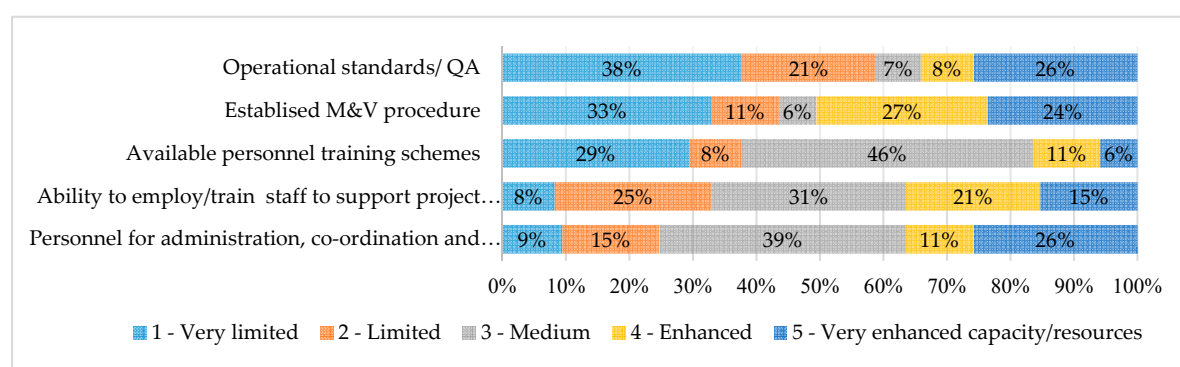 Operational standards/ QA 38% 21% 7% 8% 26%
Establised M&V procedure 33% 11% 6% 27% 24%
Available personnel training schemes 29% 8% 46% 11% 6%
Ability to employ/train staff to support project… 8% 25% 31% 21% 15%
Personnel for administration, co-ordination and… 9% 15% 39% 11% 26%
0% 10% 20% 30% 40% 50% 60% 70% 80% 90% 100%
1 - Very limited 2 - Limited 3 - Medium 4 - Enhanced 5 - Very enhanced capacity/resources